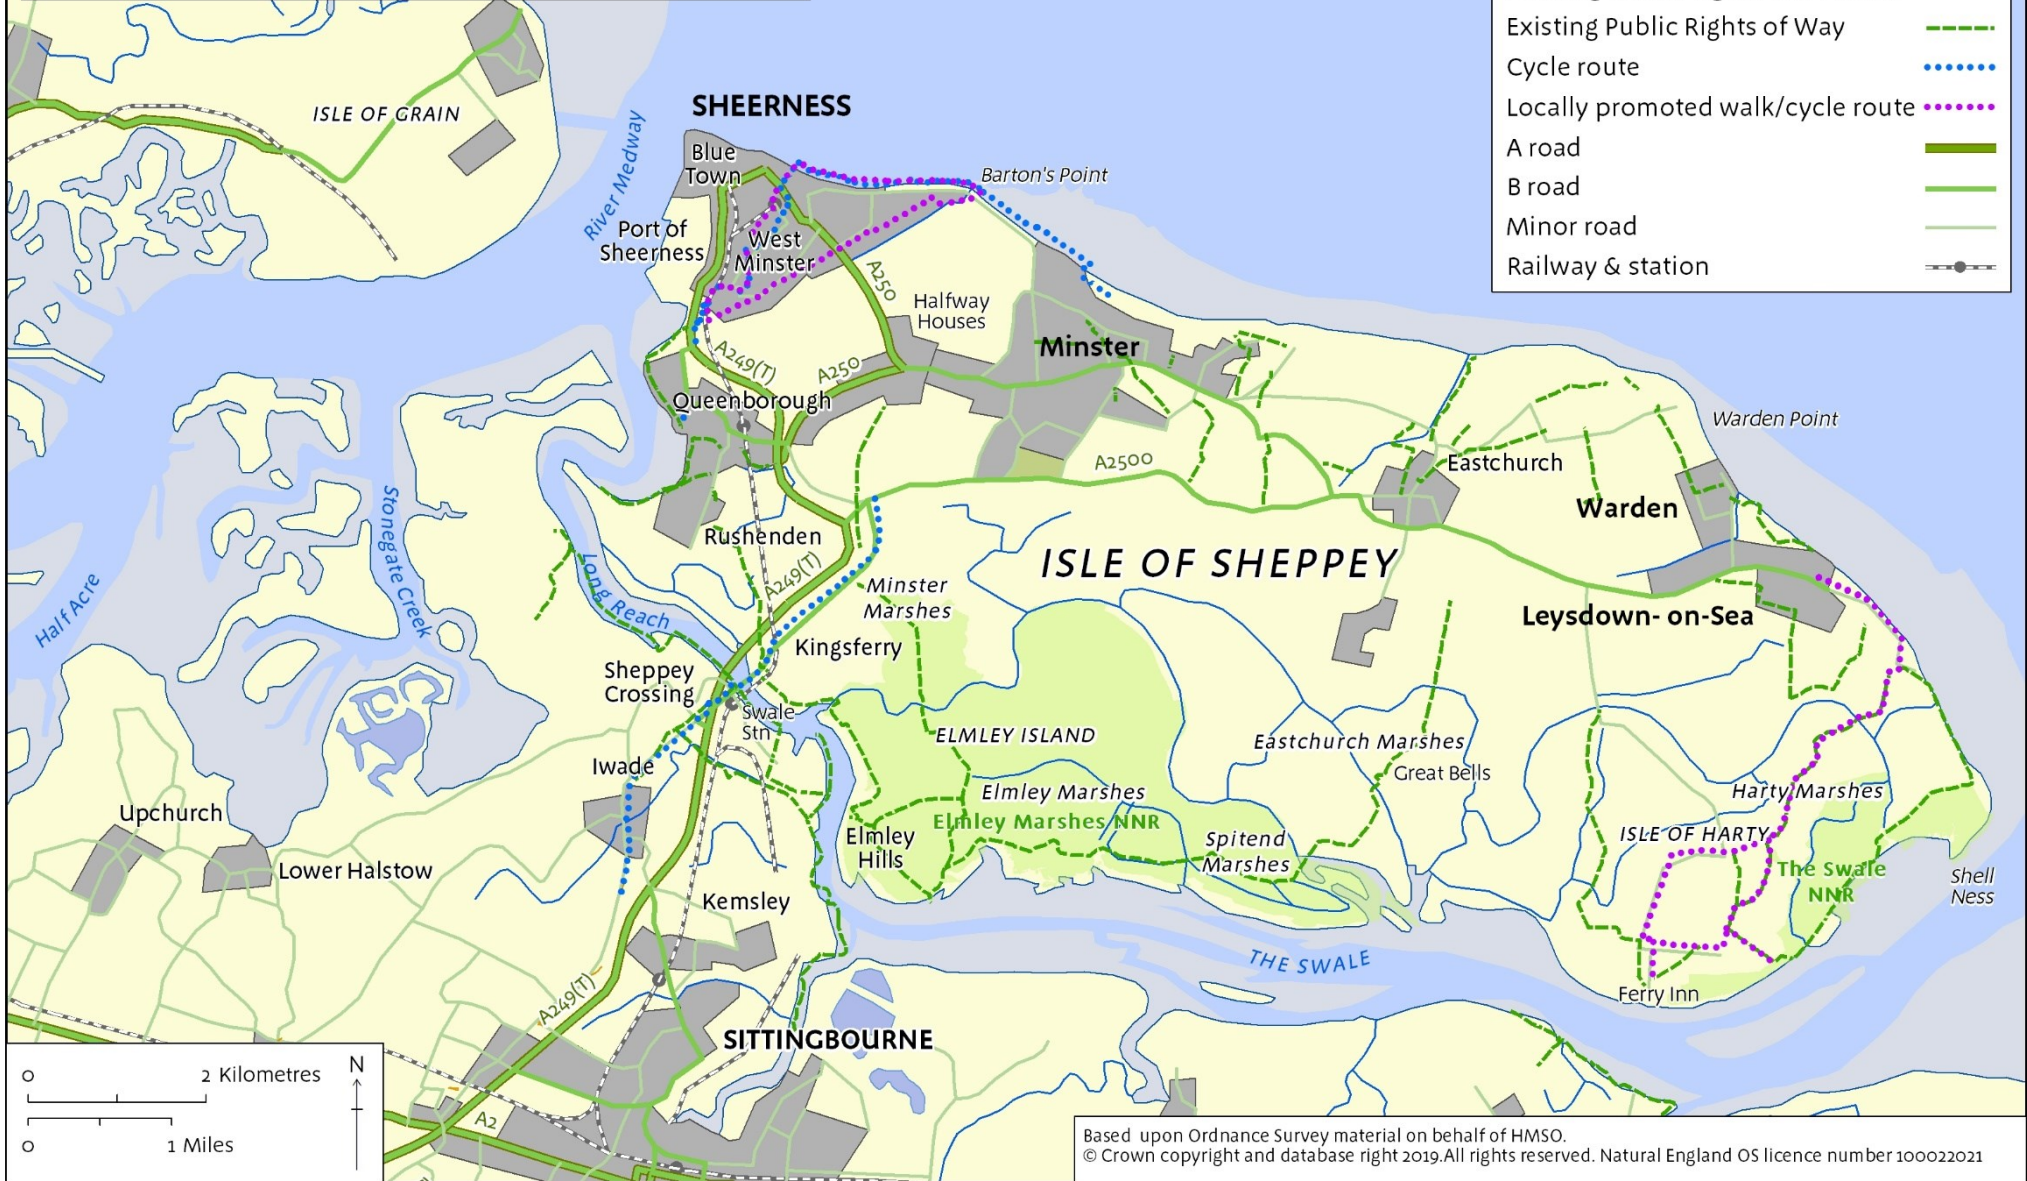 Existing Public Rights of Way
Cycle route
Locally promoted walk/cycle route
A road
B road
Minor road
Railway & station
ISLE OF GRAIN
SHEERNESS
River Medway
Blue
Town
Barton's Point
Port of
Sheerness
West
Minster
A250
Halfway
Houses
A249(T)
A250
Minster
Queenborough
Warden Point
A2500
Eastchurch
Stonegate Creek
Warden
Rushenden
ISLE OF SHEPPEY
Half Acre
Long Reach
A249(T)
Minster
Marshes
Leysdown- on-Sea
Kingsferry
Sheppey
Crossing
Swale
Stn
ELMLEY ISLAND
Eastchurch Marshes
Iwade
Great Bells
Elmley Marshes
Harty Marshes
Upchurch
Elmley Marshes NNR
ISLE OF HARTY
Elmley
Hills
Spitend
Marshes
Lower Halstow
The Swale
NNR
Shell
Ness
Kemsley
THE SWALE
A249(T)
Ferry Inn
SITTINGBOURNE
0 2 Kilometres
N
0 1 Miles
A2
Based upon Ordnance Survey material on behalf of HMSO.
© Crown copyright and database right 2019.All rights reserved. Natural England OS licence number 100022021